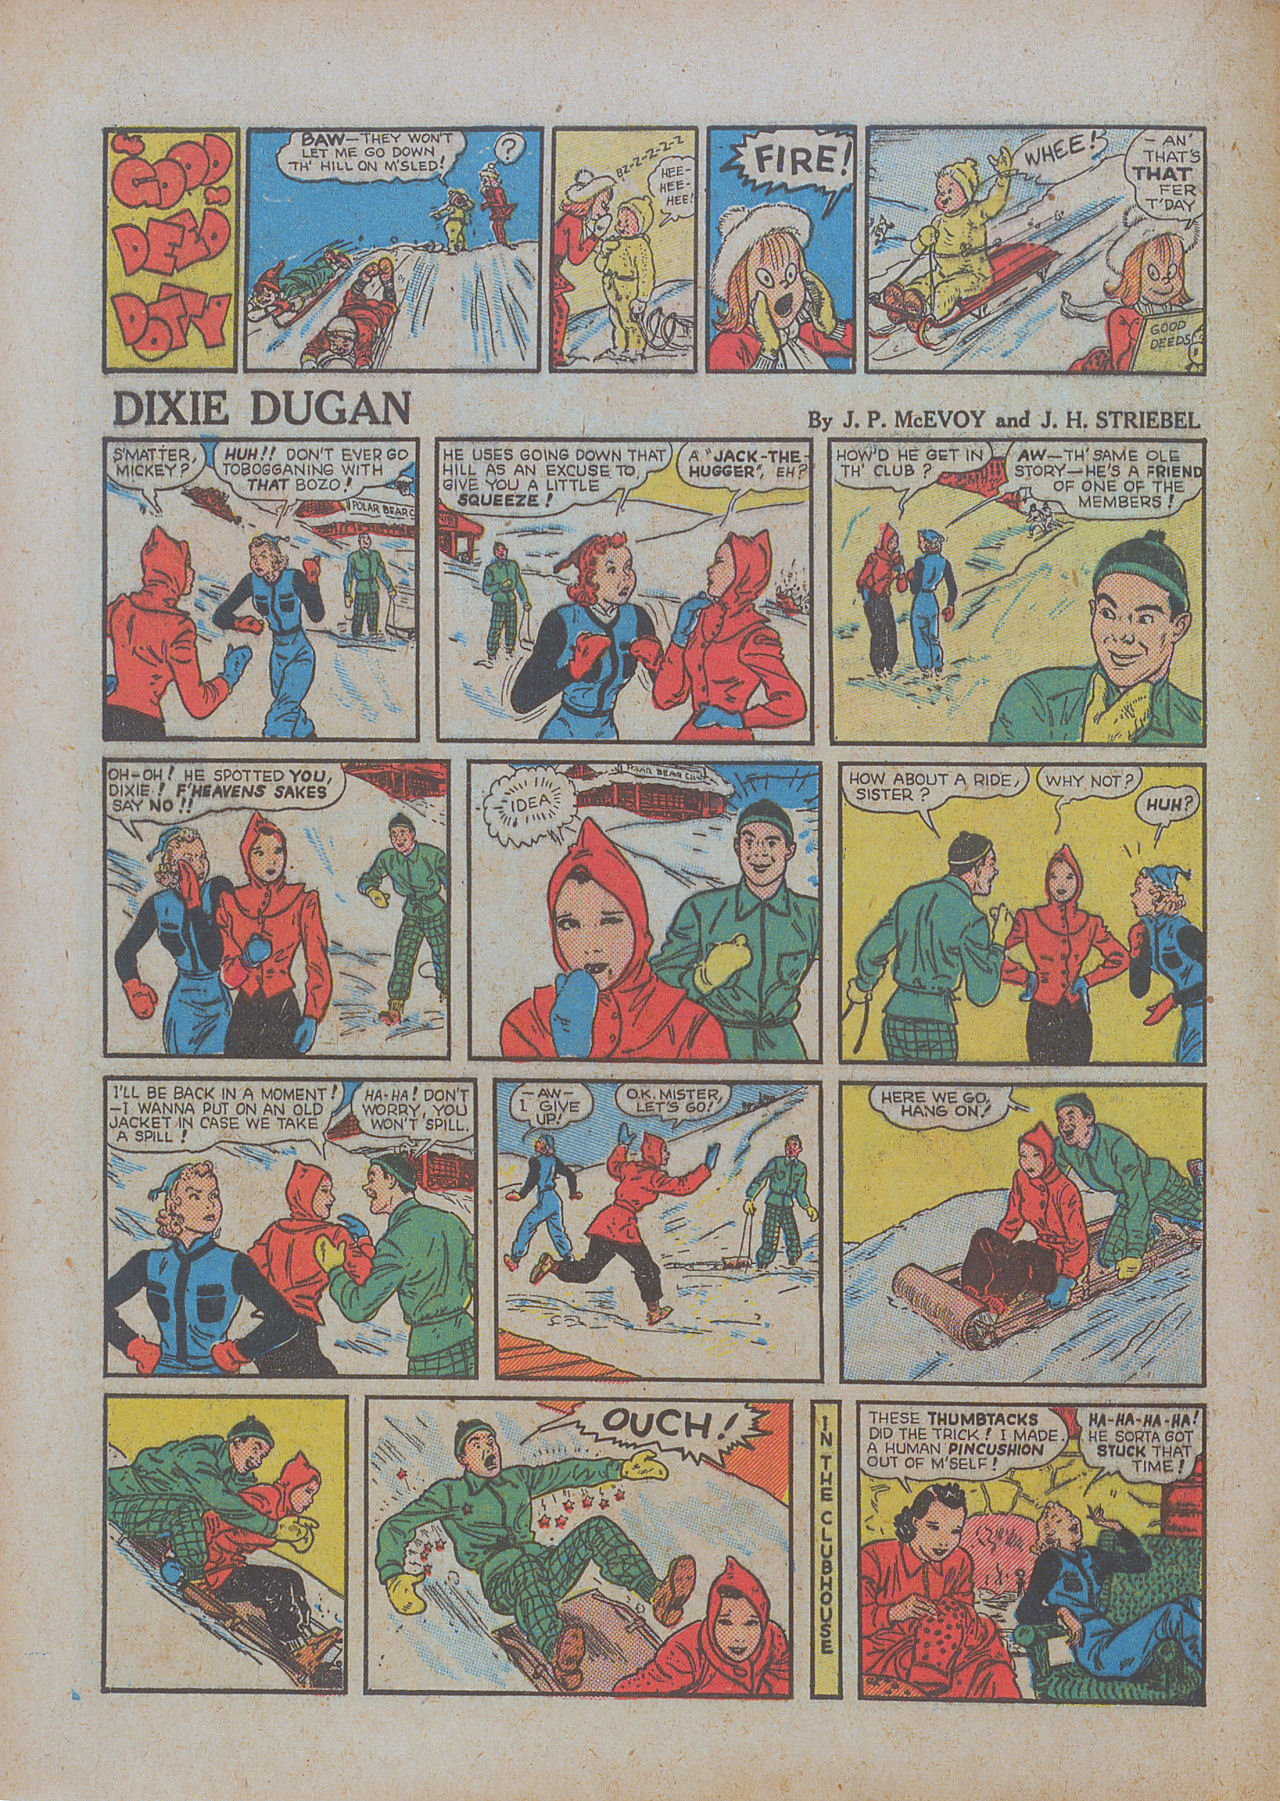 "GOOD
DEED"
DOTTY
BAW—THEY WON'T
LET ME GO DOWN
TH' HILL ON M'SLED!
?
BZ-Z-Z-Z-Z
HEE-
HEE-
HEE!
FIRE!
WHEE!
—AN'
THAT'S
THAT
FER
T'DAY
GOOD
DEEDS
DIXIE DUGAN
By J. P. McEVOY and J. H. STRIEBEL
S'MATTER,
MICKEY?
HUH!! DON'T EVER GO
TOBOGGANING WITH
THAT BOZO!
POLAR BEAR C
HE USES GOING DOWN THAT
HILL AS AN EXCUSE TO
GIVE YOU A LITTLE
SQUEEZE!
A "JACK-THE-
HUGGER", EH?
HOW'D HE GET IN
TH' CLUB?
AW—TH' SAME OLE
STORY—HE'S A FRIEND
OF ONE OF THE
MEMBERS!
OH-OH! HE SPOTTED YOU,
DIXIE! F'HEAVENS SAKES
SAY NO!!
IDEA
POLAR BEAR CLUB
HOW ABOUT A RIDE,
SISTER?
WHY NOT?
HUH?
I'LL BE BACK IN A MOMENT!
—I WANNA PUT ON AN OLD
JACKET IN CASE WE TAKE
A SPILL!
HA-HA! DON'T
WORRY, YOU
WON'T SPILL.
—AW—
I GIVE
UP!
O.K. MISTER,
LET'S GO!
HERE WE GO,
HANG ON!
OUCH!
IN THE CLUBHOUSE
THESE THUMBTACKS
DID THE TRICK! I MADE
A HUMAN PINCUSHION
OUT OF M'SELF!
HA-HA-HA-HA!
HE SORTA GOT
STUCK THAT
TIME!